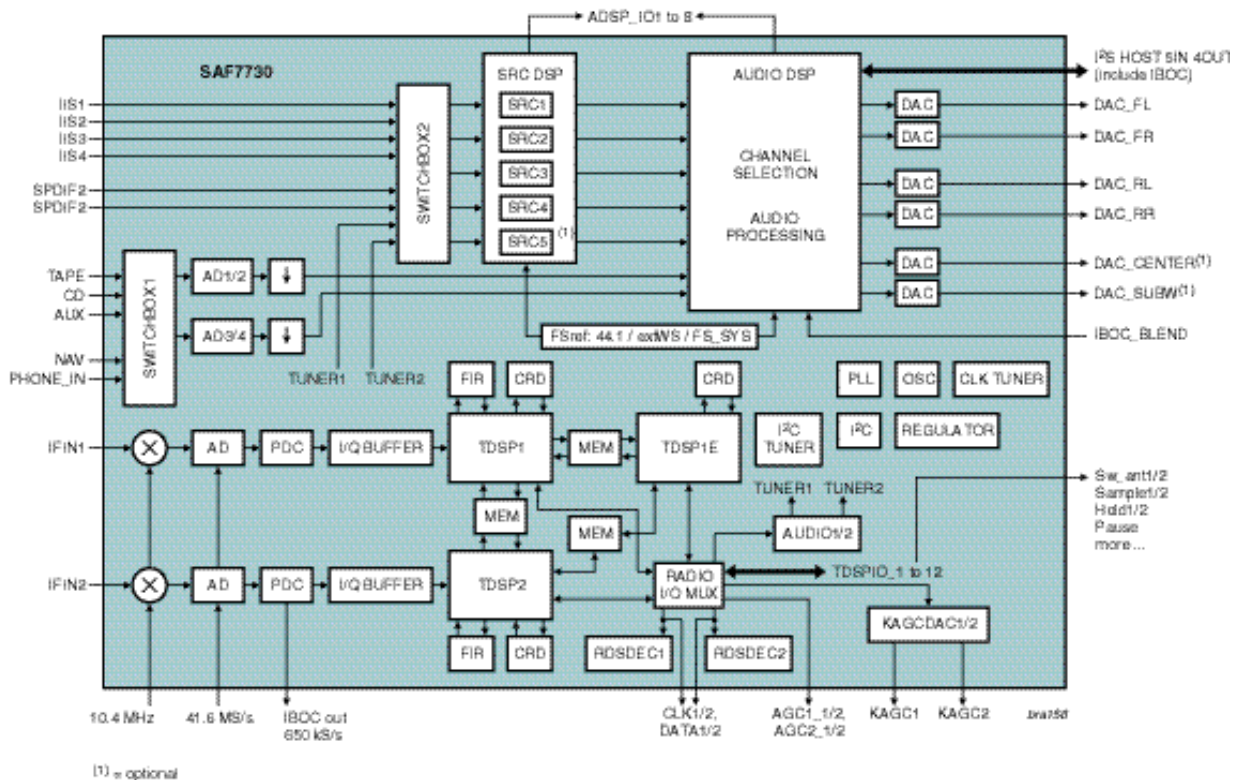 ADSP_IO1 to 8
SAF7730
SRC DSP
AUDIO DSP
I²S HOST 5IN 4OUT
(include IBOC)
IIS1
IIS2
IIS3
IIS4
SPDIF2
SPDIF2
SWITCHBOX2
SRC1
SRC2
SRC3
SRC4
SRC5 (1)
CHANNEL
SELECTION
AUDIO
PROCESSING
DAC
DAC_FL
DAC
DAC_FR
DAC
DAC_RL
DAC
DAC_RR
DAC
DAC_CENTER(1)
DAC
DAC_SUBW(1)
TAPE
CD
AUX
NAV
PHONE_IN
SWITCHBOX1
AD1/2
AD3/4
TUNER1
TUNER2
FSref: 44.1 / extWS / FS_SYS
IBOC_BLEND
FIR
CRD
CRD
PLL
OSC
CLK TUNER
IFIN1
AD
PDC
I/Q BUFFER
TDSP1
MEM
TDSP1E
I²C
TUNER
I²C
REGULATOR
MEM
MEM
TUNER1
TUNER2
AUDIO1/2
Sw_ant1/2
Sample1/2
Hold1/2
Pause
more...
IFIN2
AD
PDC
I/Q BUFFER
TDSP2
RADIO
I/O MUX
TDSPIO_1 to 12
KAGCDAC1/2
FIR
CRD
RDSDEC1
RDSDEC2
10.4 MHz
41.6 MS/s
IBOC out
650 kS/s
CLK1/2,
DATA1/2
AGC1_1/2,
AGC2_1/2
KAGC1
KAGC2
(1) = optional